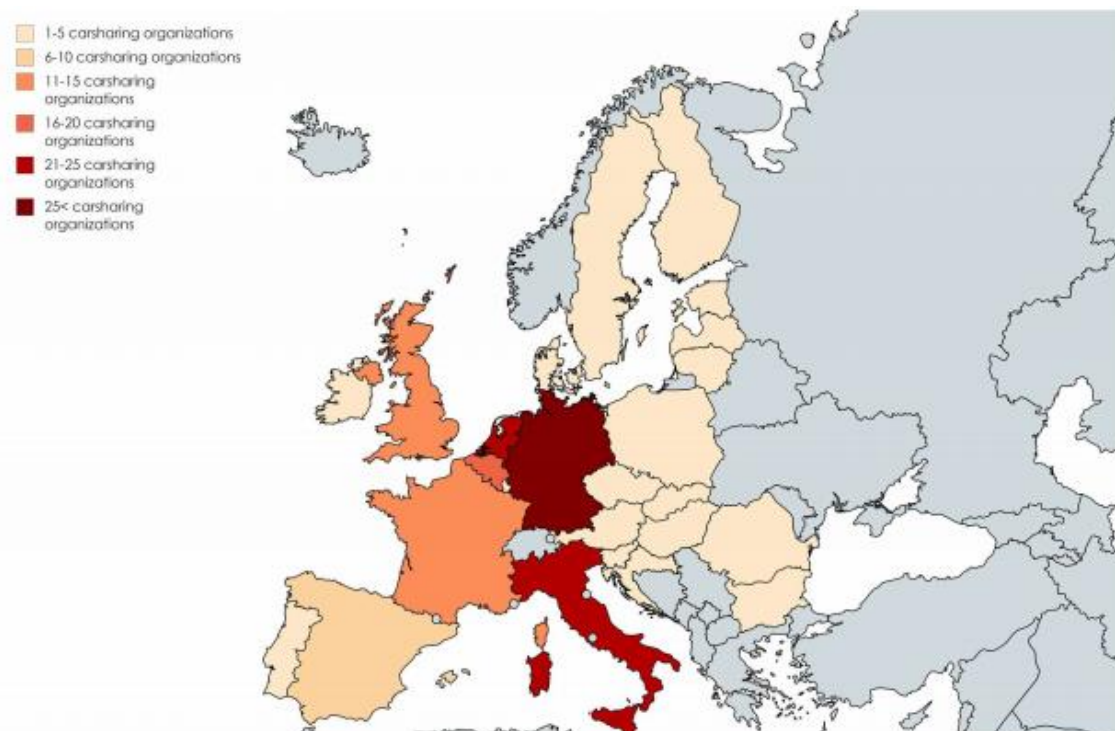 1-5 carsharing organizations
6-10 carsharing organizations
11-15 carsharing
organizations
16-20 carsharing
organizations
21-25 carsharing
organizations
25< carsharing
organizations